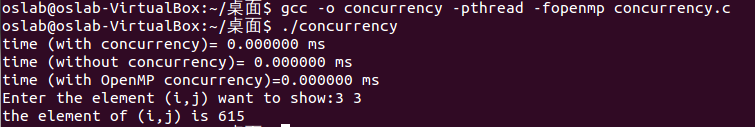 oslab@oslab-VirtualBox:~/桌面$ gcc -o concurrency -pthread -fopenmp concurrency.c
oslab@oslab-VirtualBox:~/桌面$ ./concurrency
time (with concurrency)= 0.000000 ms
time (without concurrency)= 0.000000 ms
time (with OpenMP concurrency)=0.000000 ms
Enter the element (i,j) want to show:3 3
the element of (i,j) is 615